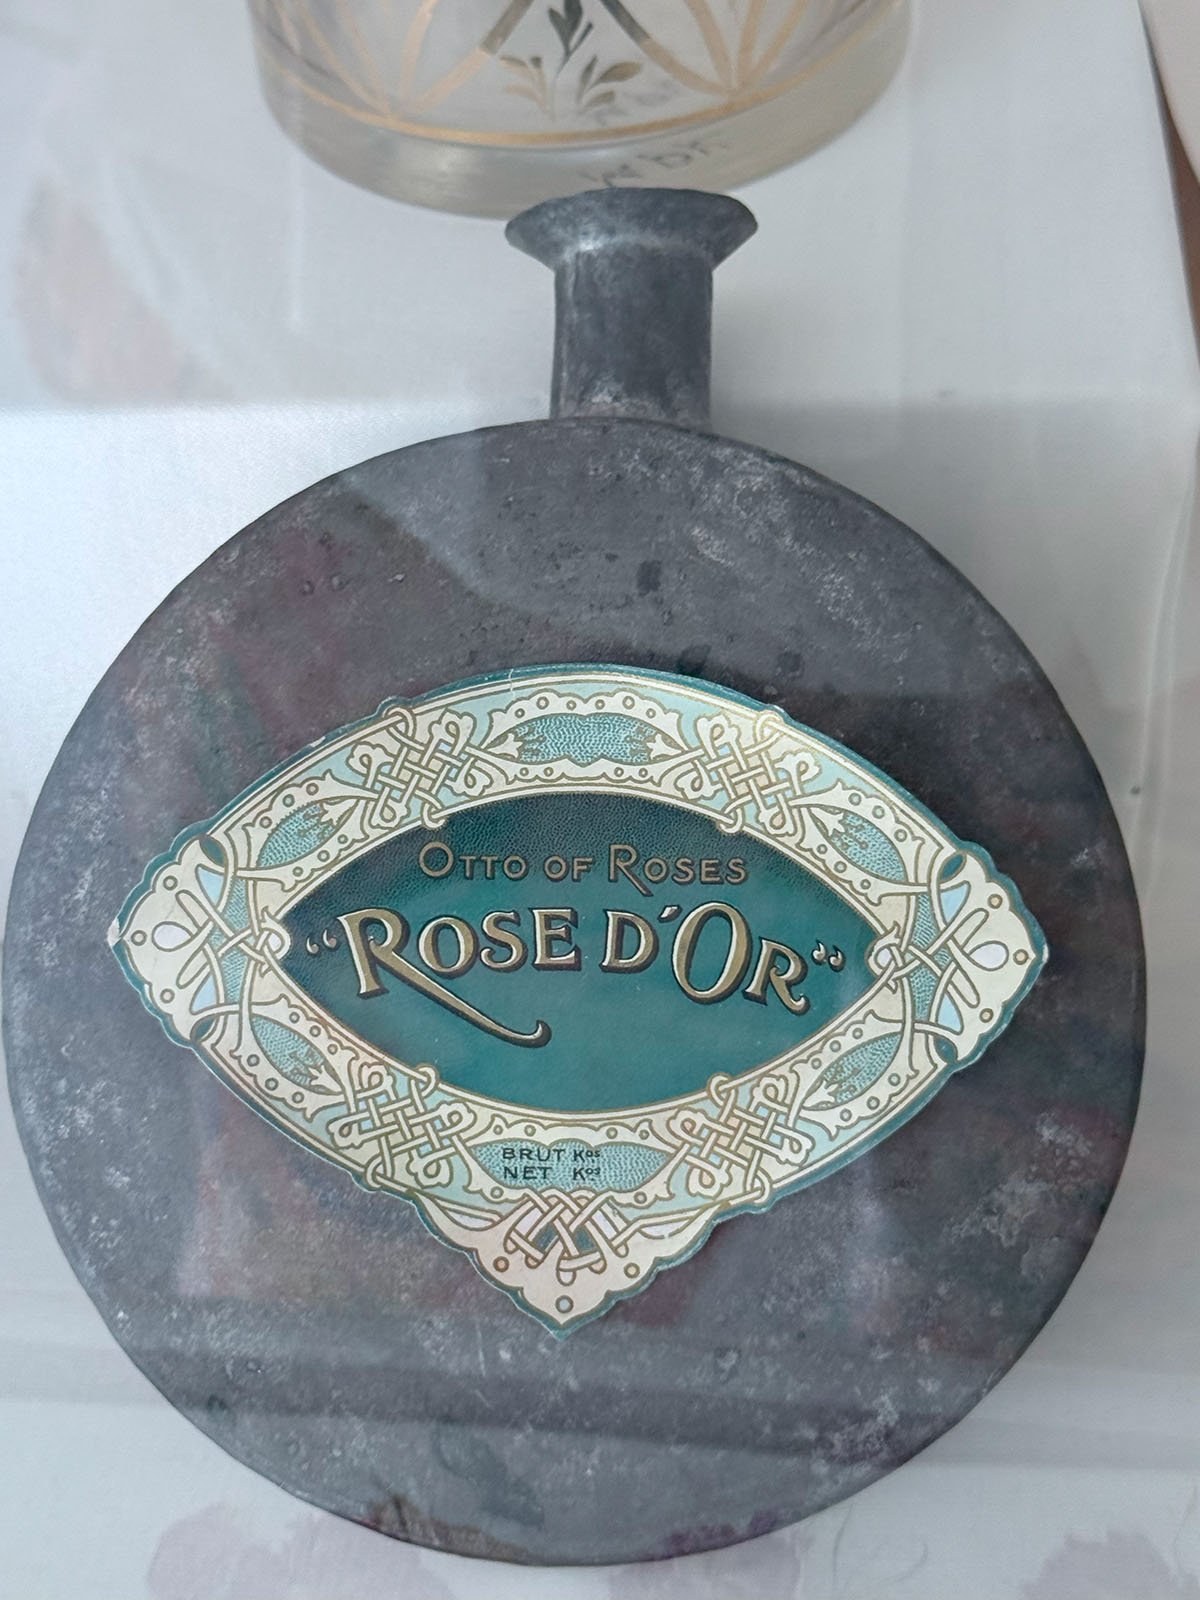 OTTO OF ROSES
"ROSE D'OR"
BRUT Kos
NET Kos